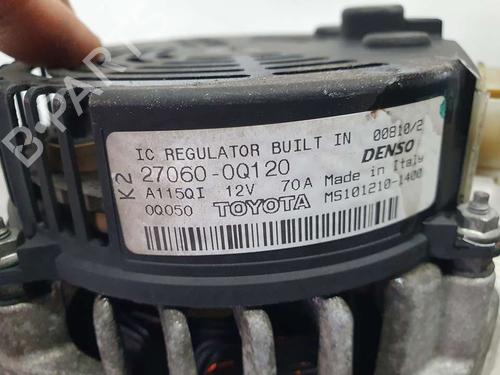 B-PARTS
IC REGULATOR BUILT IN 00810/2
K2 27060-0Q120 DENSO
A115QI 12V 70A Made in Italy
0Q050 TOYOTA MS101210-1400